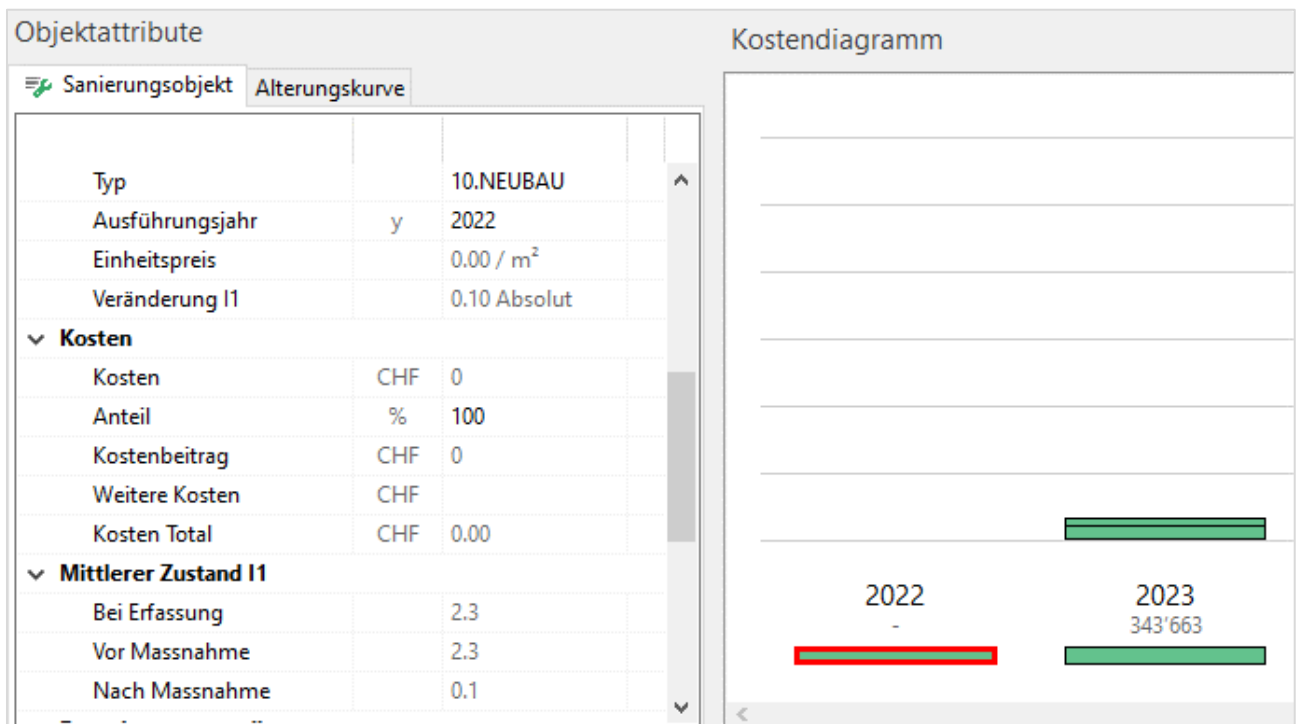 Objektattribute
Sanierungsobjekt Alterungskurve
Typ 10.NEUBAU
Ausführungsjahr y 2022
Einheitspreis 0.00 / m²
Veränderung I1 0.10 Absolut
Kosten
Kosten CHF 0
Anteil % 100
Kostenbeitrag CHF 0
Weitere Kosten CHF
Kosten Total CHF 0.00
Mittlerer Zustand I1
Bei Erfassung 2.3
Vor Massnahme 2.3
Nach Massnahme 0.1
Kostendiagramm
2022 2023
- 343'663